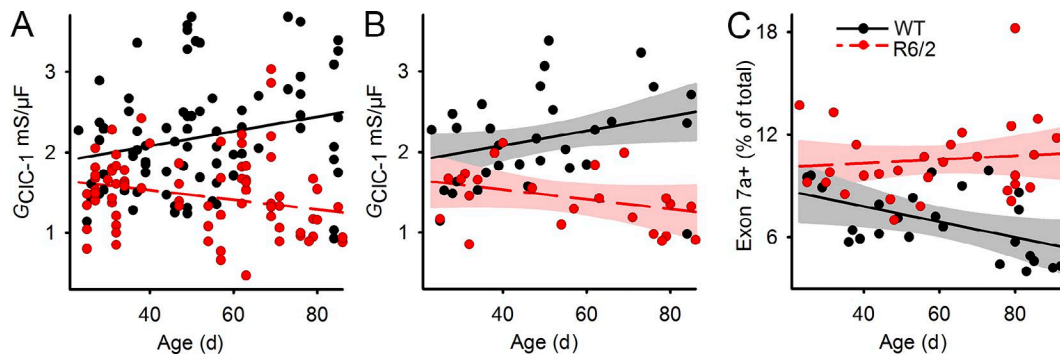 A
GClC-1 mS/µF
3
2
1
40
60
80
Age (d)
B
GClC-1 mS/µF
3
2
1
40
60
80
Age (d)
C
WT
R6/2
Exon 7a+ (% of total)
18
12
6
40
60
80
Age (d)